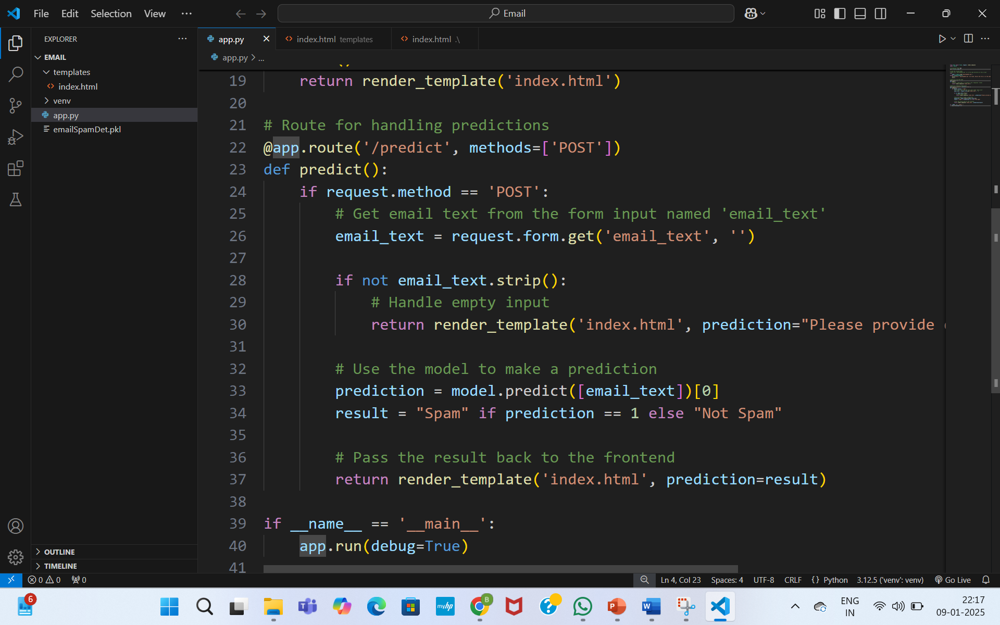 File Edit Selection View ... Email
EXPLORER ...
EMAIL
templates
index.html
venv
app.py
emailSpamDet.pkl
OUTLINE
TIMELINE
app.py index.html templates index.html .\
app.py > ...
19 return render_template('index.html')
20
21 # Route for handling predictions
22 @app.route('/predict', methods=['POST'])
23 def predict():
24 if request.method == 'POST':
25 # Get email text from the form input named 'email_text'
26 email_text = request.form.get('email_text', '')
27
28 if not email_text.strip():
29 # Handle empty input
30 return render_template('index.html', prediction="Please provide
31
32 # Use the model to make a prediction
33 prediction = model.predict([email_text])[0]
34 result = "Spam" if prediction == 1 else "Not Spam"
35
36 # Pass the result back to the frontend
37 return render_template('index.html', prediction=result)
38
39 if __name__ == '__main__':
40 app.run(debug=True)
41
0 0 0 Ln 4, Col 23 Spaces: 4 UTF-8 CRLF {} Python 3.12.5 ('venv': venv) Go Live
6 T myhp B ? P W ENG 22:17
IN 09-01-2025